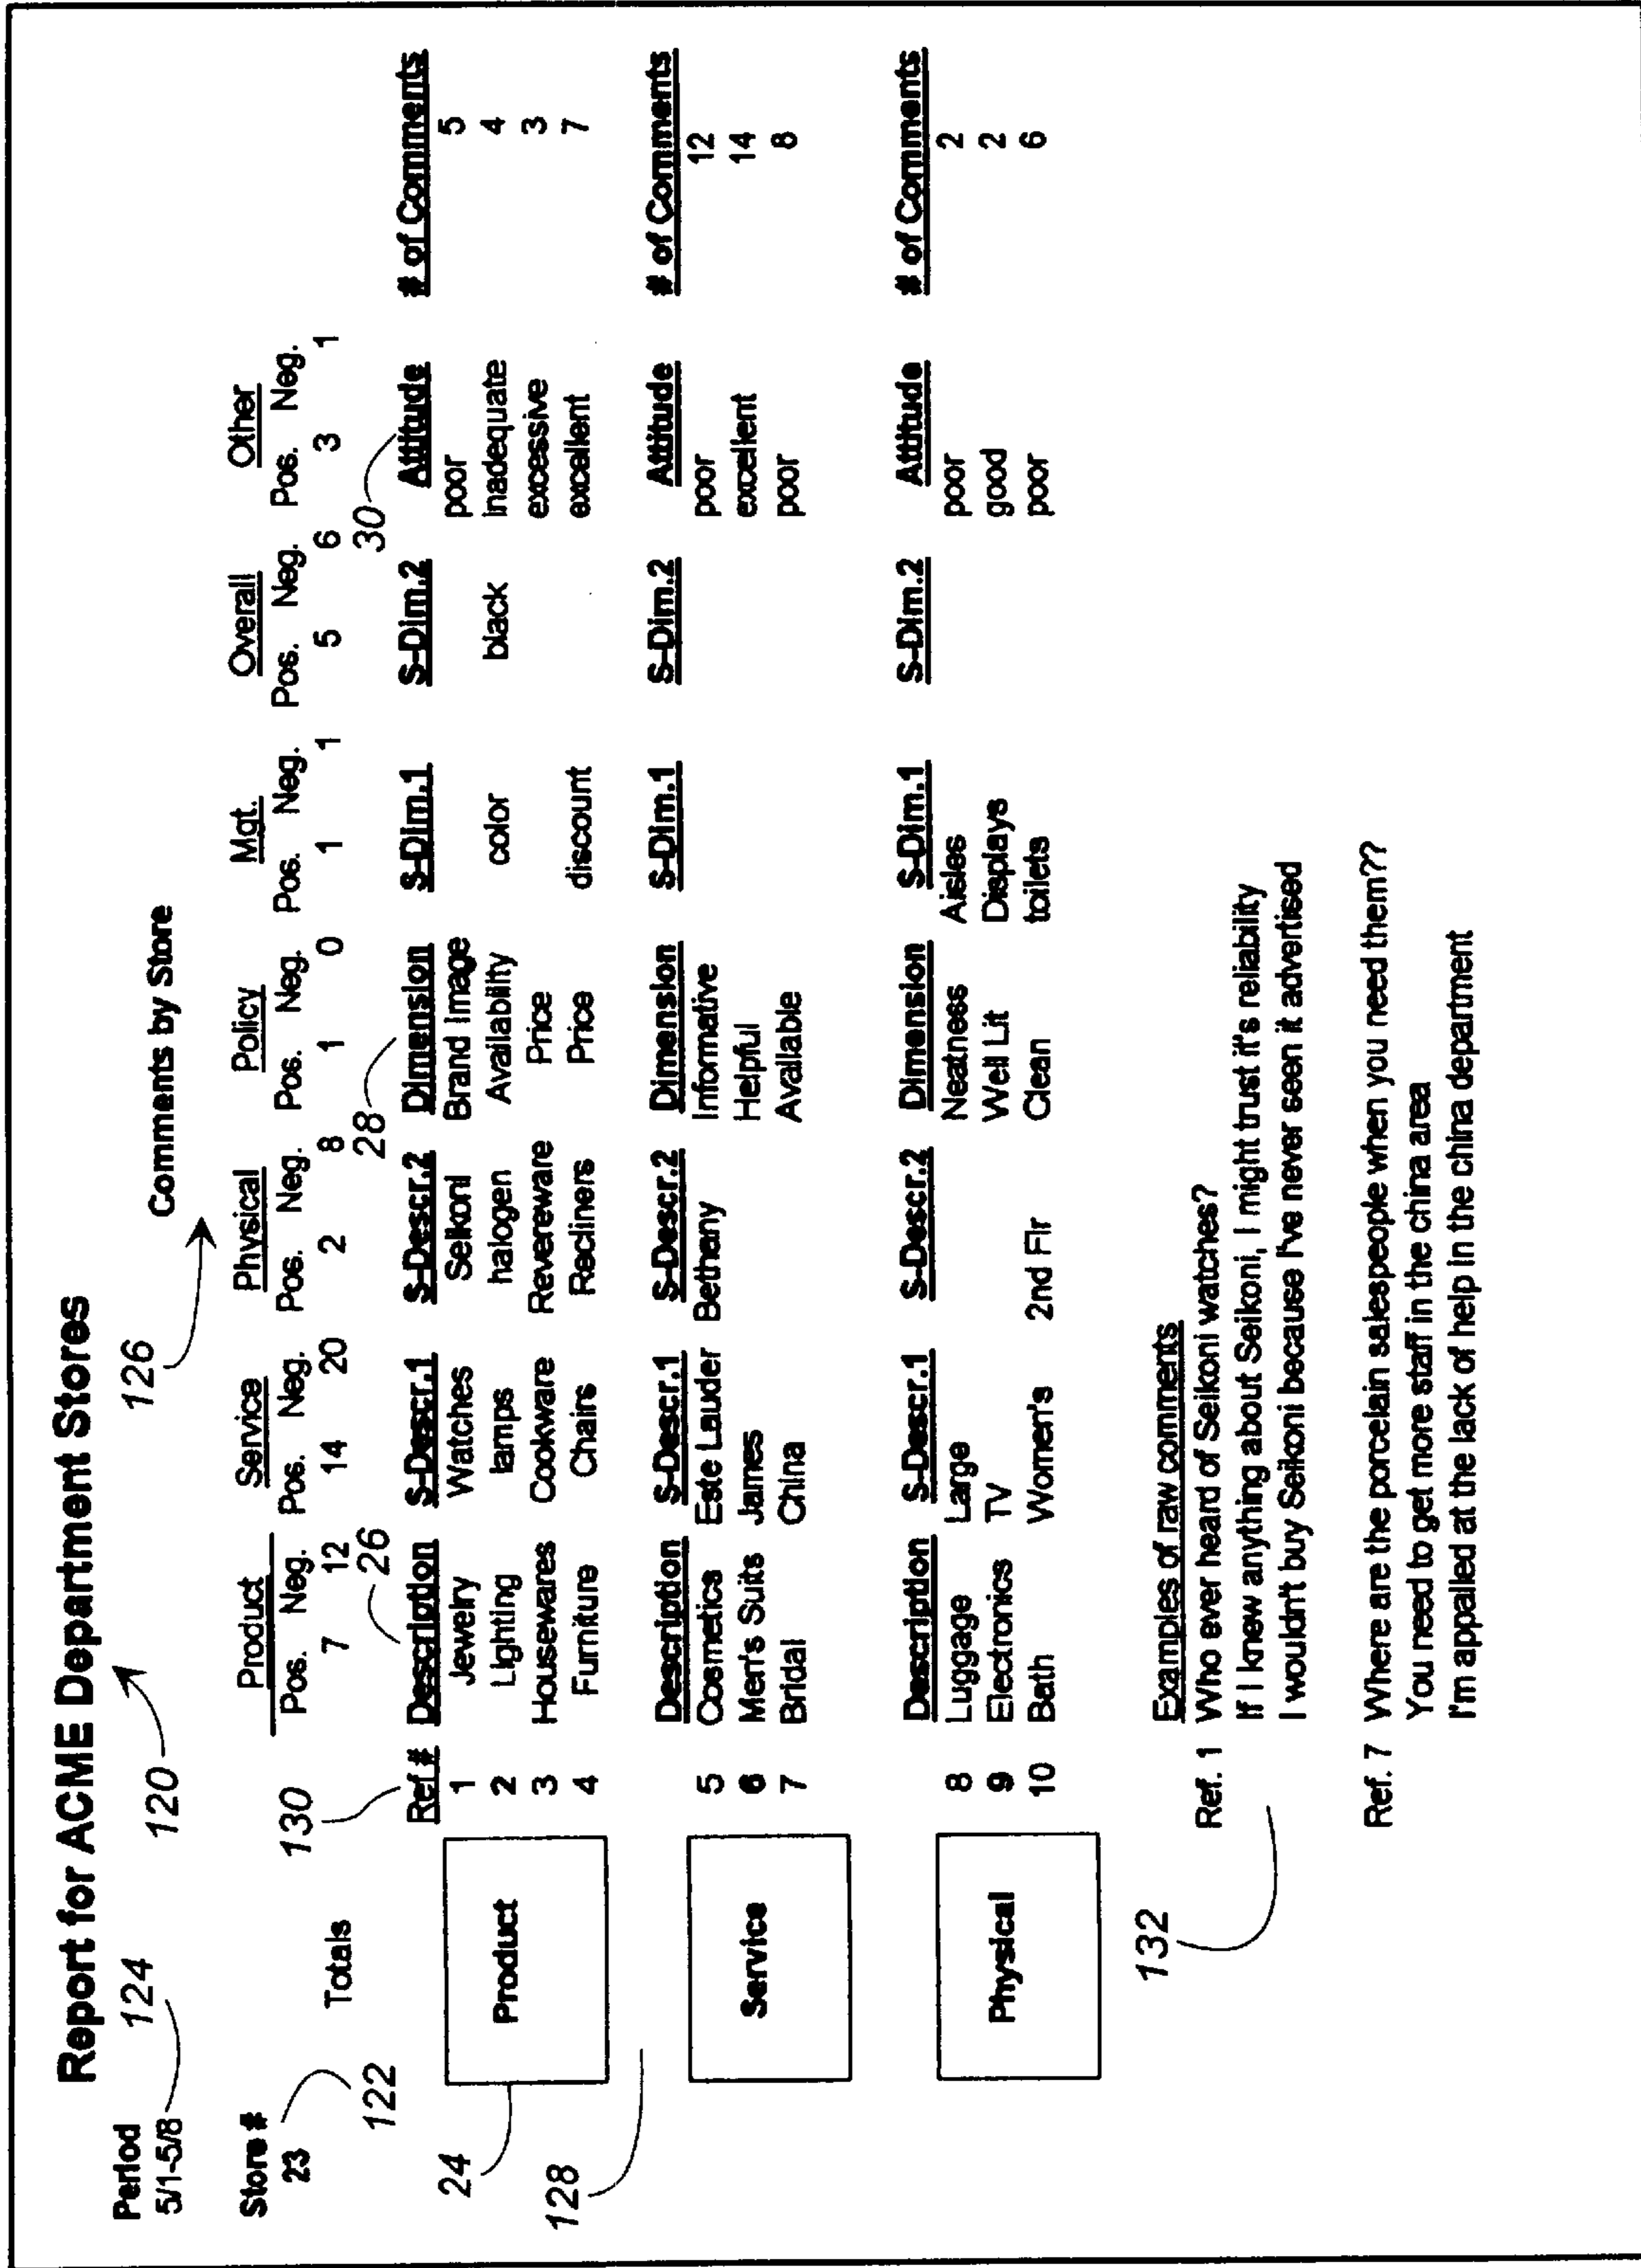 Report for ACME Department Stores
Period
5/1-5/8
124
120
126
Comments by Store
Store #
23
122
Product Service Physical Policy Mgt. Overall Other
Pos. Neg. Pos. Neg. Pos. Neg. Pos. Neg. Pos. Neg. Pos. Neg. Pos. Neg.
Totals 7 12 14 20 2 8 1 0 1 1 5 6 3 1
130 26 28 30
Ref # Description S-Descr.1 S-Descr.2 Dimension S-Dim.1 S-Dim.2 Attitude # of Comments
24
Product
1 Jewelry Watches Seikoni Brand Image poor 5
2 Lighting lamps halogen Availability color black inadequate 4
3 Housewares Cookware Revereware Price excessive 3
4 Furniture Chairs Recliners Price discount excellent 7
128
Description S-Descr.1 S-Descr.2 Dimension S-Dim.1 S-Dim.2 Attitude # of Comments
Service
5 Cosmetics Este Lauder Bethany Informative poor 12
6 Men's Suits James Helpful excellent 14
7 Bridal China Available poor 8
Description S-Descr.1 S-Descr.2 Dimension S-Dim.1 S-Dim.2 Attitude # of Comments
Physical
8 Luggage Large Neatness Aisles poor 2
9 Electronics TV Well Lit Displays good 2
10 Bath Women's 2nd Flr Clean toilets poor 6
132
Examples of raw comments
Ref. 1 Who ever heard of Seikoni watches?
If I knew anything about Seikoni, I might trust it's reliability
I wouldn't buy Seikoni because I've never seen it advertised
Ref. 7 Where are the porcelain salespeople when you need them??
You need to get more staff in the china area
I'm appalled at the lack of help in the china department